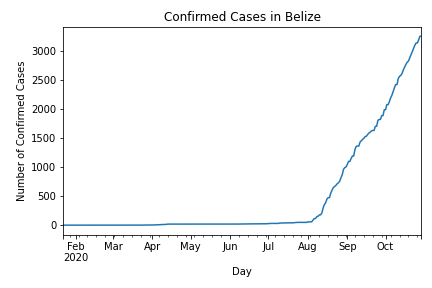 Confirmed Cases in Belize
Number of Confirmed Cases
3000
2500
2000
1500
1000
500
0
Feb Mar Apr May Jun Jul Aug Sep Oct
2020
Day